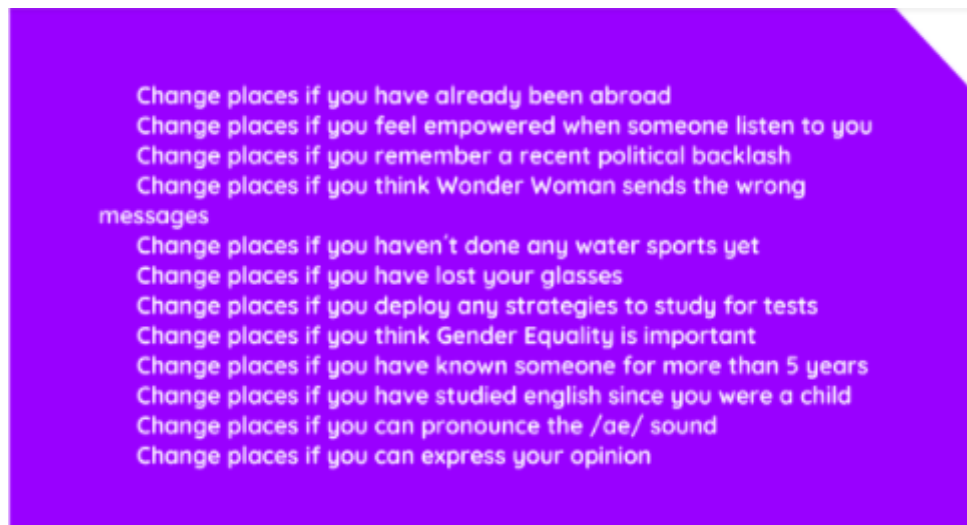 Change places if you have already been abroad
Change places if you feel empowered when someone listen to you
Change places if you remember a recent political backlash
Change places if you think Wonder Woman sends the wrong
messages
Change places if you haven´t done any water sports yet
Change places if you have lost your glasses
Change places if you deploy any strategies to study for tests
Change places if you think Gender Equality is important
Change places if you have known someone for more than 5 years
Change places if you have studied english since you were a child
Change places if you can pronounce the /ae/ sound
Change places if you can express your opinion